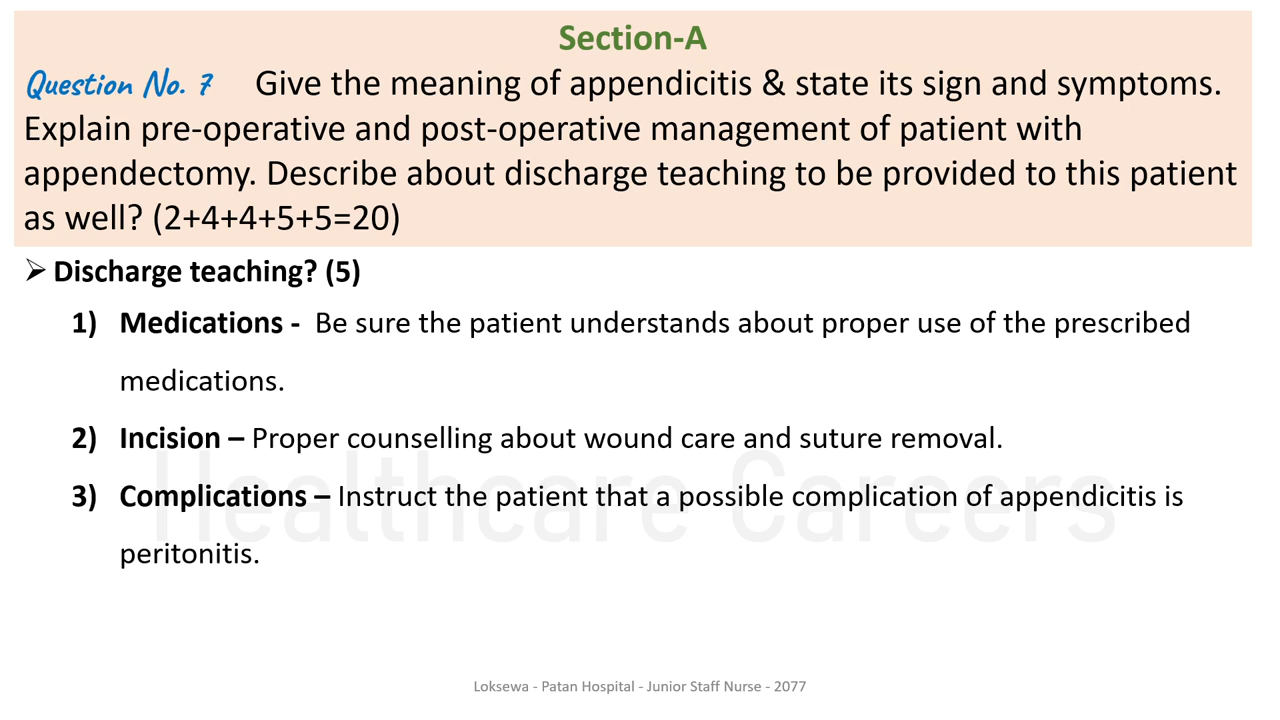 Section-A
Question No. 7 Give the meaning of appendicitis & state its sign and symptoms.
Explain pre-operative and post-operative management of patient with
appendectomy. Describe about discharge teaching to be provided to this patient
as well? (2+4+4+5+5=20)
➢ Discharge teaching? (5)
1) Medications - Be sure the patient understands about proper use of the prescribed
medications.
2) Incision – Proper counselling about wound care and suture removal.
Healthcare Careers
3) Complications – Instruct the patient that a possible complication of appendicitis is
peritonitis.
Loksewa - Patan Hospital - Junior Staff Nurse - 2077